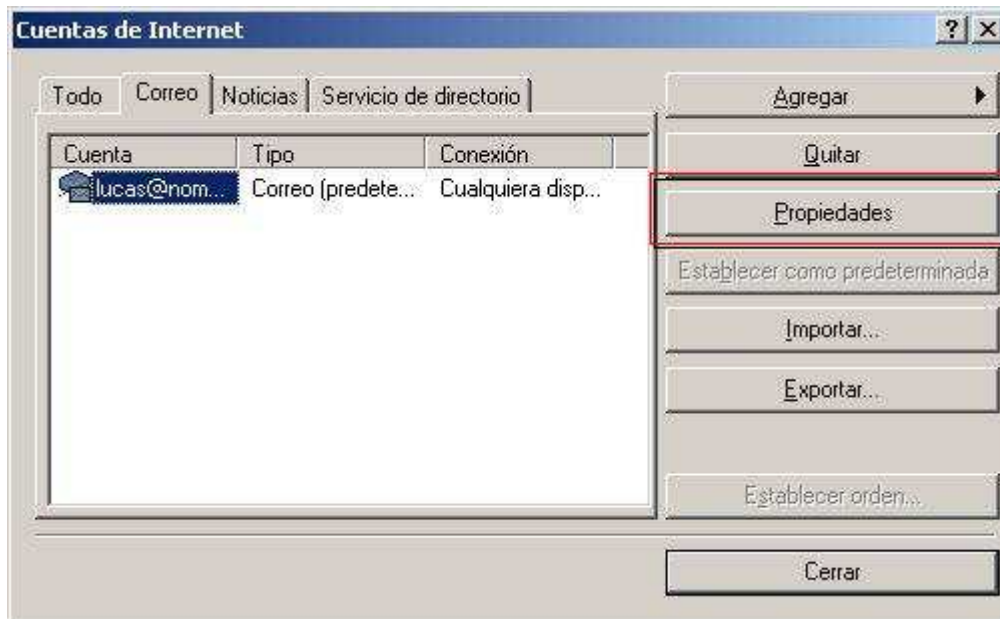 Cuentas de Internet
Todo Correo Noticias Servicio de directorio
Cuenta Tipo Conexión
lucas@nom... Correo (predete... Cualquiera disp...
Agregar
Quitar
Propiedades
Establecer como predeterminada
Importar...
Exportar...
Establecer orden...
Cerrar